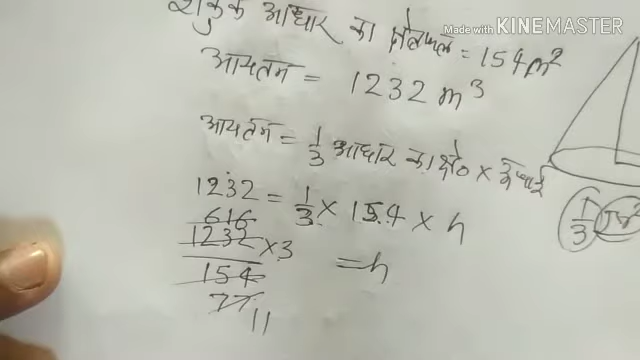 Made with KINEMASTER
शंकु के आधार का क्षेत्रफल = 154 m²
आयतन = 1232 m³
आयतन = 1/3 आधार का क्षे० × ऊँचाई
1232 = 1/3 × 154 × h
616
1232 × 3 = h
154
77
11
1/3 πr²